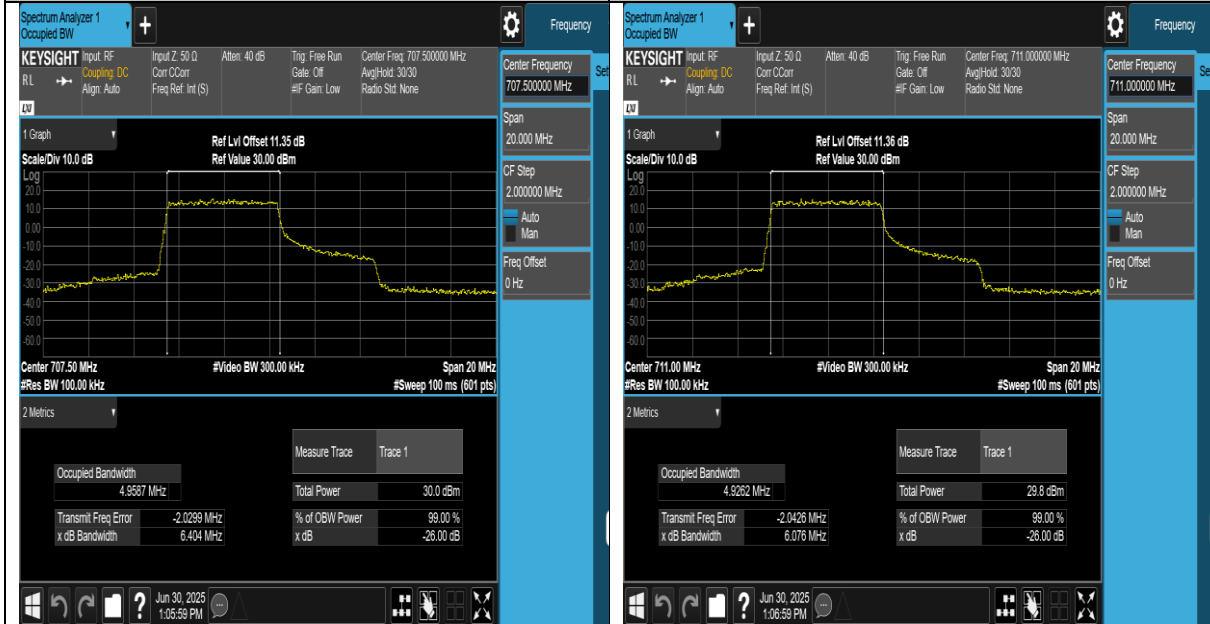 Spectrum Analyzer 1
Occupied BW
+
Frequency
KEYSIGHT
RL
LXI
Input: RF
Coupling: DC
Align: Auto
Input Z: 50 Ω
Corr CCorr
Freq Ref: Int (S)
Atten: 40 dB
Trig: Free Run
Gate: Off
#IF Gain: Low
Center Freq: 707.500000 MHz
Avg|Hold: 30/30
Radio Std: None
Center Frequency
707.500000 MHz
Set
Span
20.000 MHz
CF Step
2.000000 MHz
Auto
Man
Freq Offset
0 Hz
1 Graph
Scale/Div 10.0 dB
Ref Lvl Offset 11.35 dB
Ref Value 30.00 dBm
Log
20.0
10.0
0.00
-10.0
-20.0
-30.0
-40.0
-50.0
-60.0
Center 707.50 MHz
#Video BW 300.00 kHz
Span 20 MHz
#Res BW 100.00 kHz
#Sweep 100 ms (601 pts)
2 Metrics
Measure Trace
Trace 1
Occupied Bandwidth
4.9587 MHz
Total Power
30.0 dBm
Transmit Freq Error
-2.0299 MHz
% of OBW Power
99.00 %
x dB Bandwidth
6.404 MHz
x dB
-26.00 dB
?
Jun 30, 2025
1:05:59 PM
Spectrum Analyzer 1
Occupied BW
+
Frequency
KEYSIGHT
RL
LXI
Input: RF
Coupling: DC
Align: Auto
Input Z: 50 Ω
Corr CCorr
Freq Ref: Int (S)
Atten: 40 dB
Trig: Free Run
Gate: Off
#IF Gain: Low
Center Freq: 711.000000 MHz
Avg|Hold: 30/30
Radio Std: None
Center Frequency
711.000000 MHz
Se
Span
20.000 MHz
CF Step
2.000000 MHz
Auto
Man
Freq Offset
0 Hz
1 Graph
Scale/Div 10.0 dB
Ref Lvl Offset 11.36 dB
Ref Value 30.00 dBm
Log
20.0
10.0
0.00
-10.0
-20.0
-30.0
-40.0
-50.0
-60.0
Center 711.00 MHz
#Video BW 300.00 kHz
Span 20 MHz
#Res BW 100.00 kHz
#Sweep 100 ms (601 pts)
2 Metrics
Measure Trace
Trace 1
Occupied Bandwidth
4.9262 MHz
Total Power
29.8 dBm
Transmit Freq Error
-2.0426 MHz
% of OBW Power
99.00 %
x dB Bandwidth
6.076 MHz
x dB
-26.00 dB
?
Jun 30, 2025
1:06:59 PM